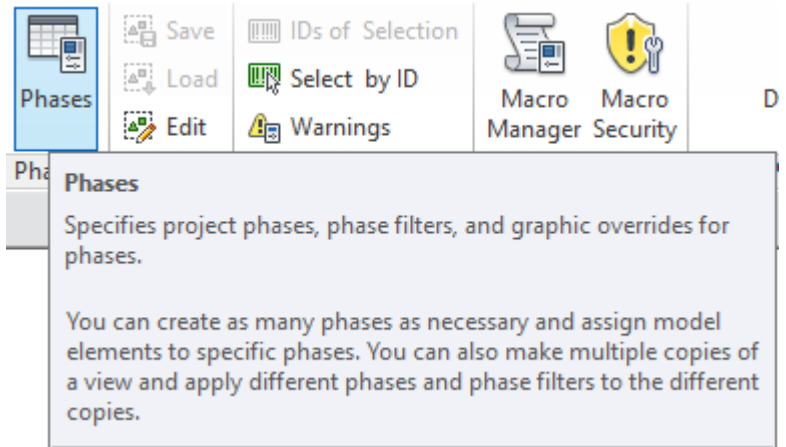 Phases
Save
Load
Edit
IDs of Selection
Select by ID
Warnings
Macro
Manager
Macro
Security
D
Pha
Phases
Specifies project phases, phase filters, and graphic overrides for
phases.
You can create as many phases as necessary and assign model
elements to specific phases. You can also make multiple copies of
a view and apply different phases and phase filters to the different
copies.